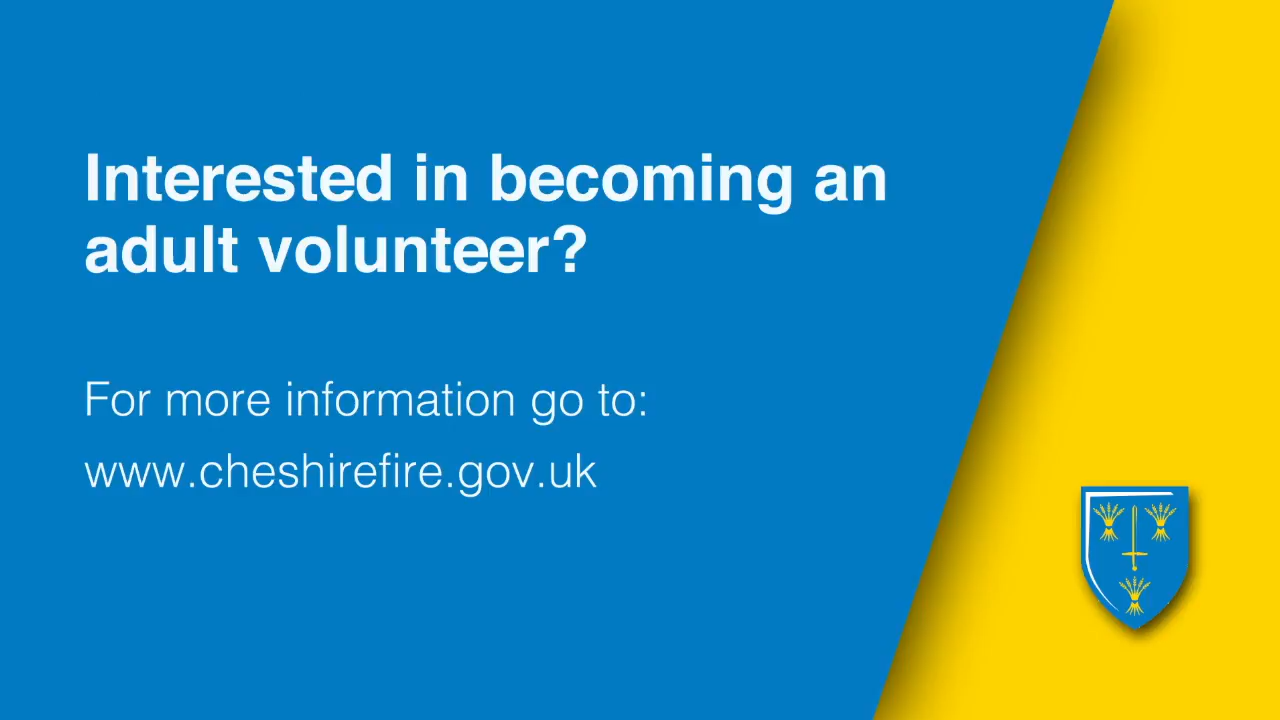 Interested in becoming an
adult volunteer?
For more information go to:
www.cheshirefire.gov.uk